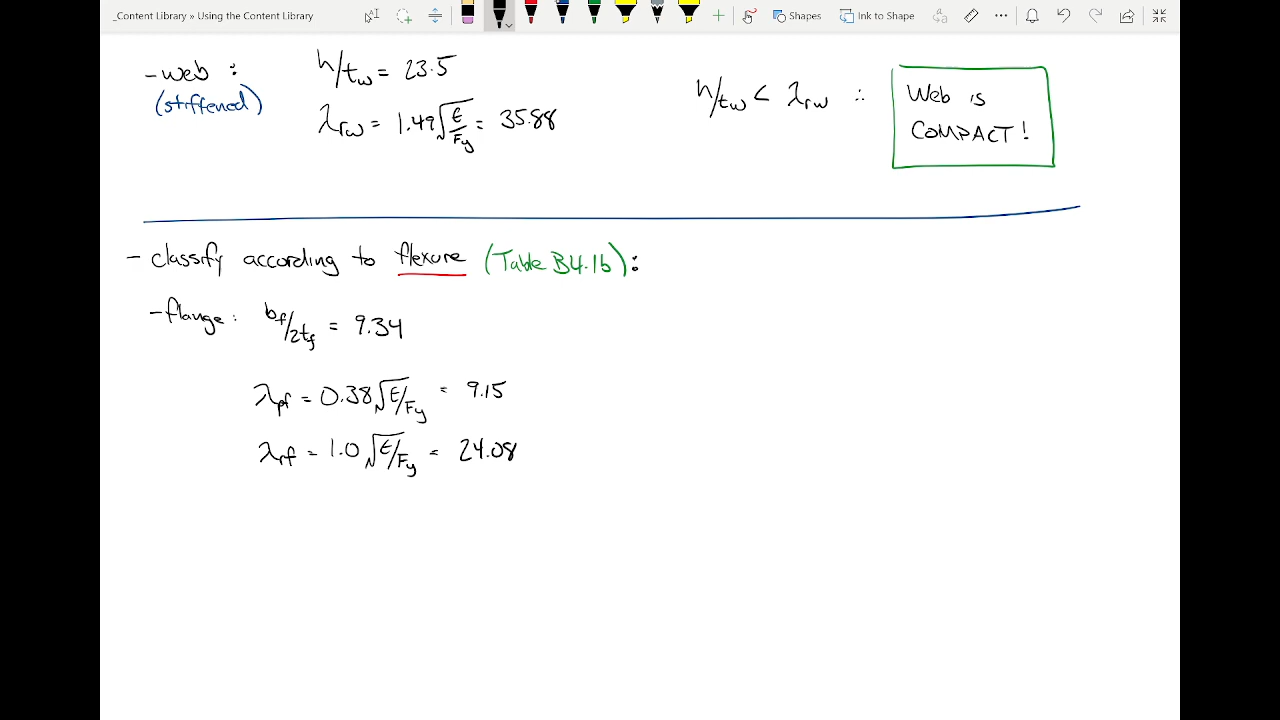 _Content Library » Using the Content Library
Shapes
Ink to Shape
- web :
(stiffened)
h/tw = 23.5
λrw = 1.49√E/Fy = 35.88
h/tw < λrw ∴
Web is
COMPACT!
- classify according to flexure (Table B4.1b):
- flange: bf/2tf = 9.34
λpf = 0.38√E/Fy = 9.15
λrf = 1.0√E/Fy = 24.08